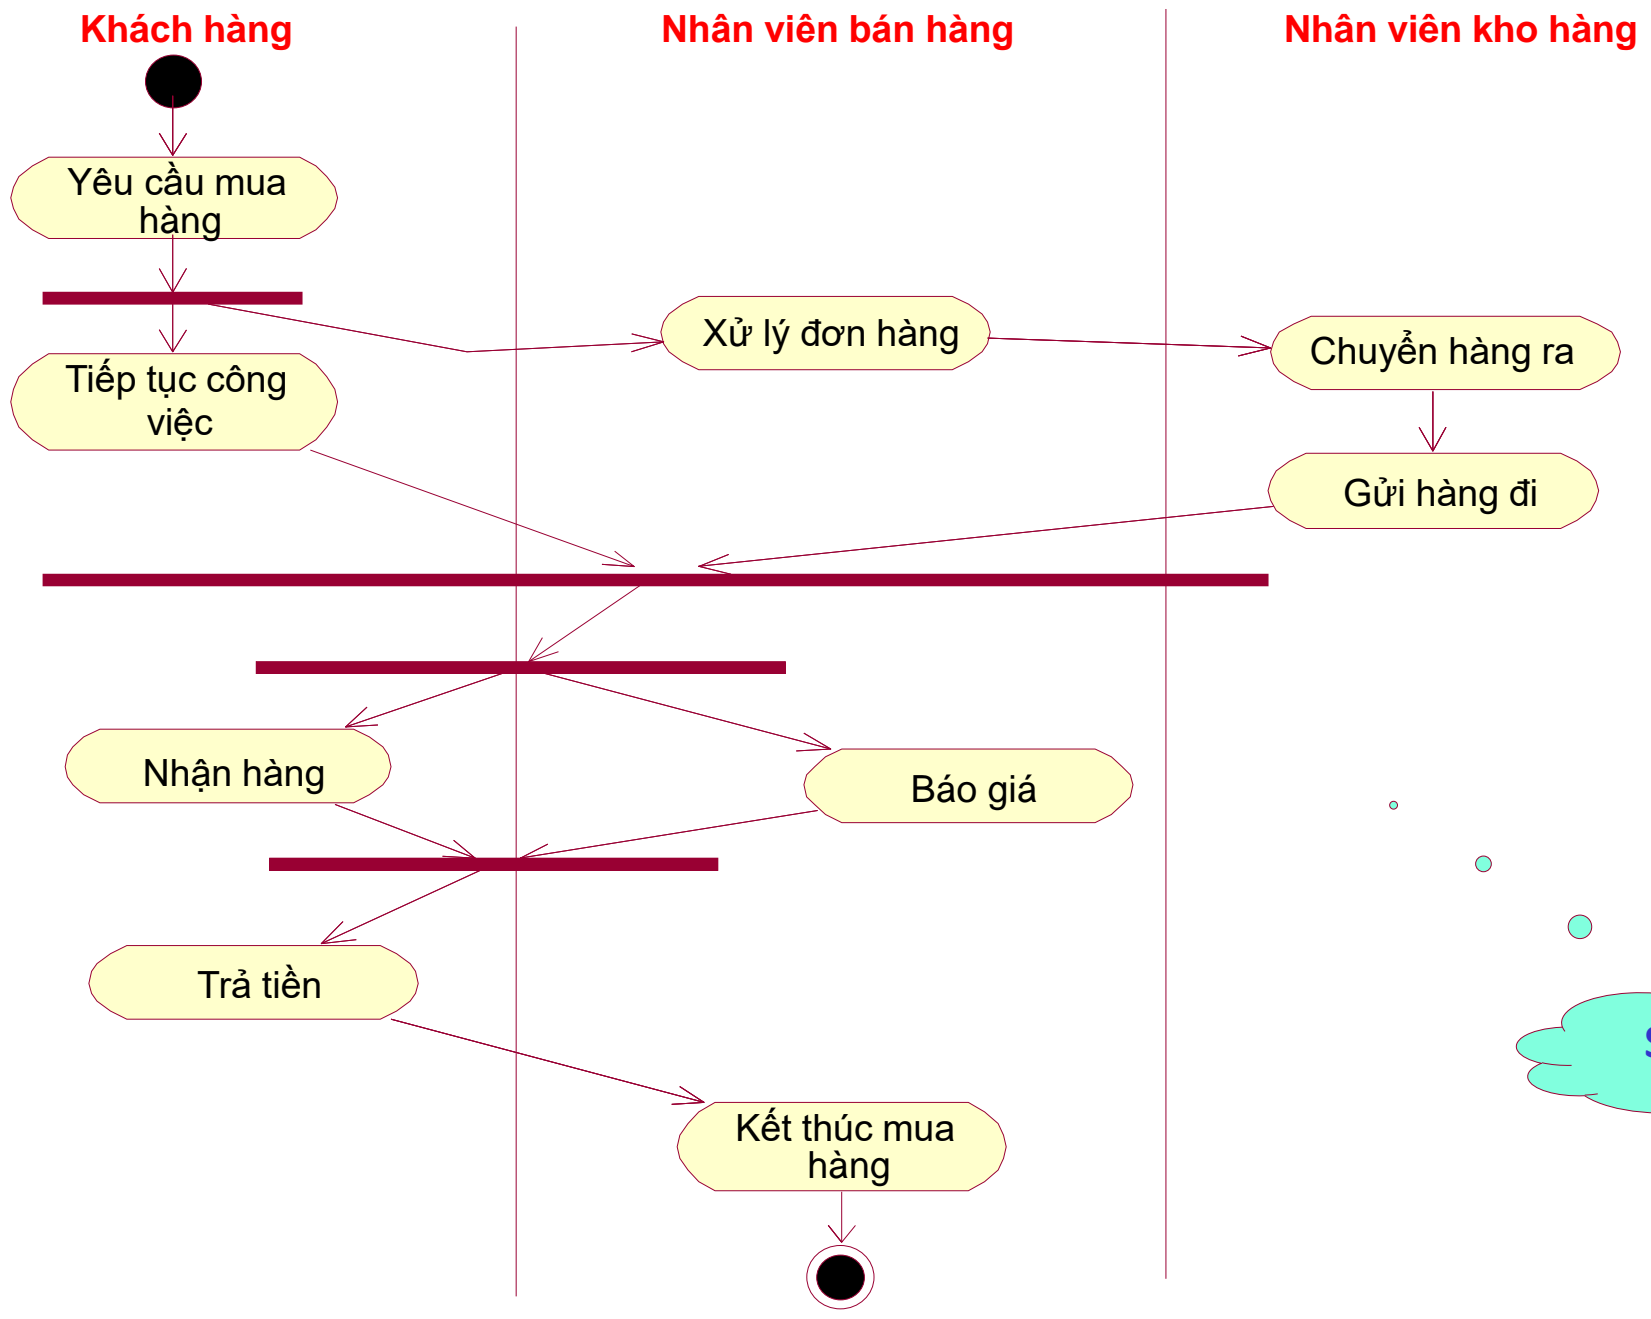 Khách hàng
Nhân viên bán hàng
Nhân viên kho hàng
Yêu cầu mua
hàng
Xử lý đơn hàng
Chuyển hàng ra
Tiếp tục công
việc
Gửi hàng đi
Nhận hàng
Báo giá
Trả tiền
Kết thúc mua
hàng